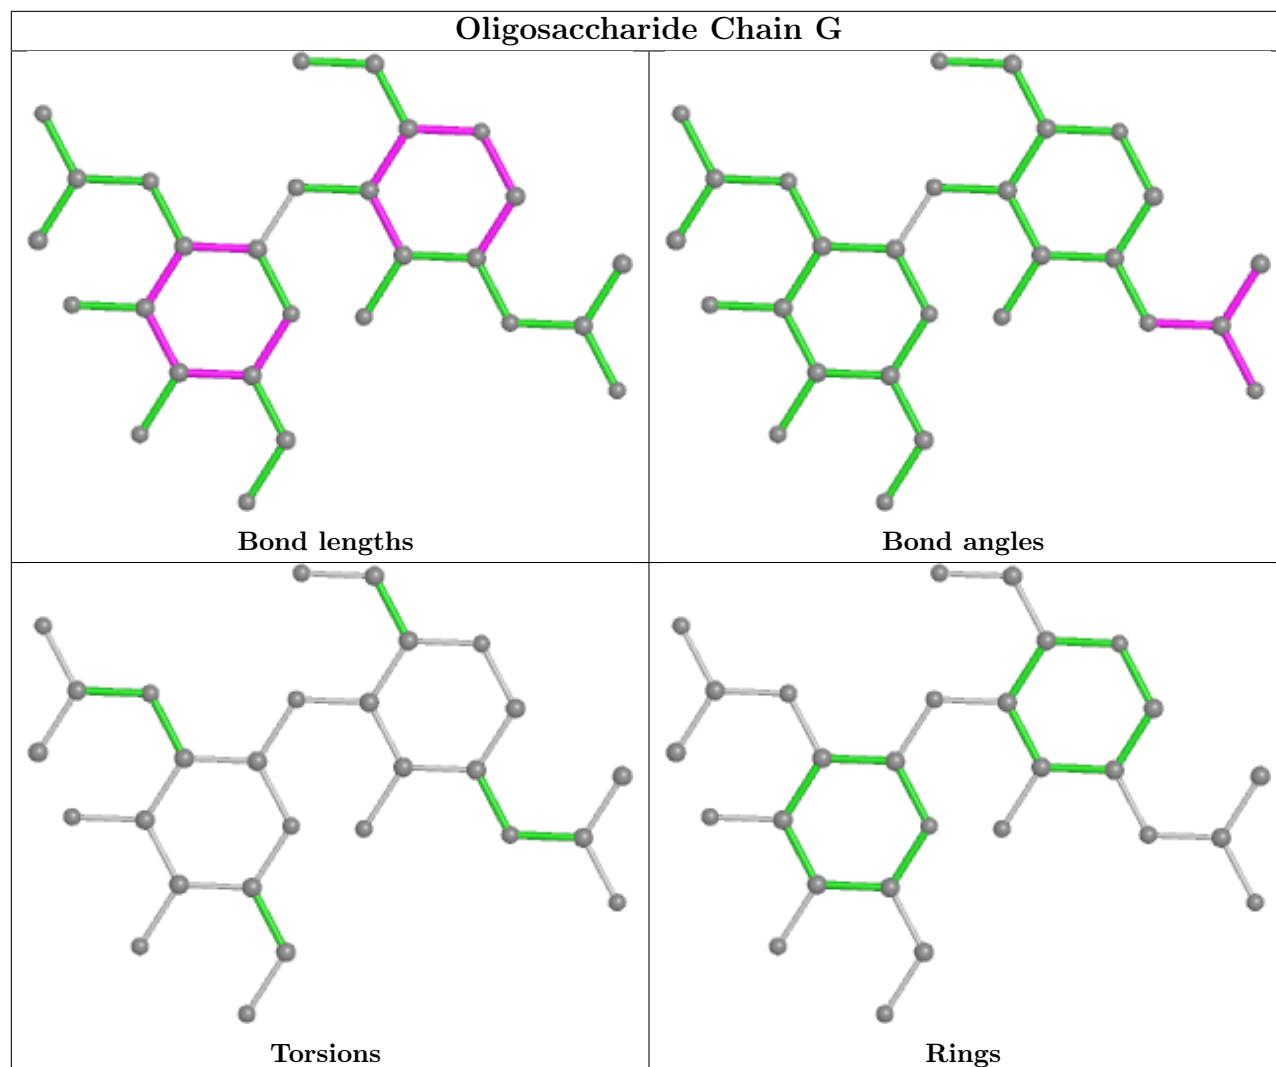 Oligosaccharide Chain G
Bond lengths
Bond angles
Torsions
Rings